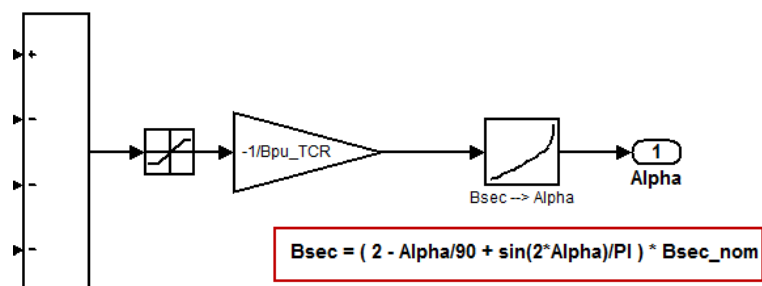 +
-
-
-
-1/Bpu_TCR
1
Alpha
Bsec --> Alpha
Bsec = ( 2 - Alpha/90 + sin(2*Alpha)/PI ) * Bsec_nom